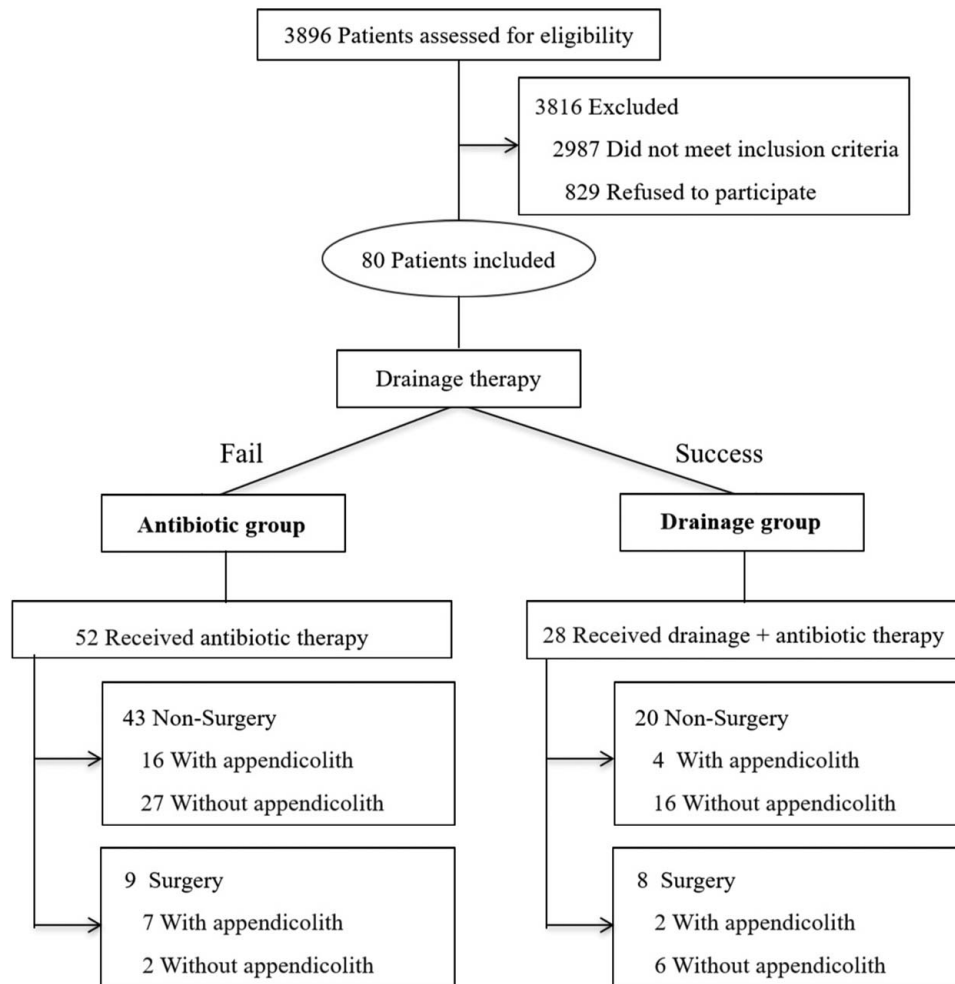 3896 Patients assessed for eligibility
3816 Excluded
2987 Did not meet inclusion criteria
829 Refused to participate
80 Patients included
Drainage therapy
Fail
Success
Antibiotic group
Drainage group
52 Received antibiotic therapy
28 Received drainage + antibiotic therapy
43 Non-Surgery
16 With appendicolith
27 Without appendicolith
20 Non-Surgery
4 With appendicolith
16 Without appendicolith
9 Surgery
7 With appendicolith
2 Without appendicolith
8 Surgery
2 With appendicolith
6 Without appendicolith